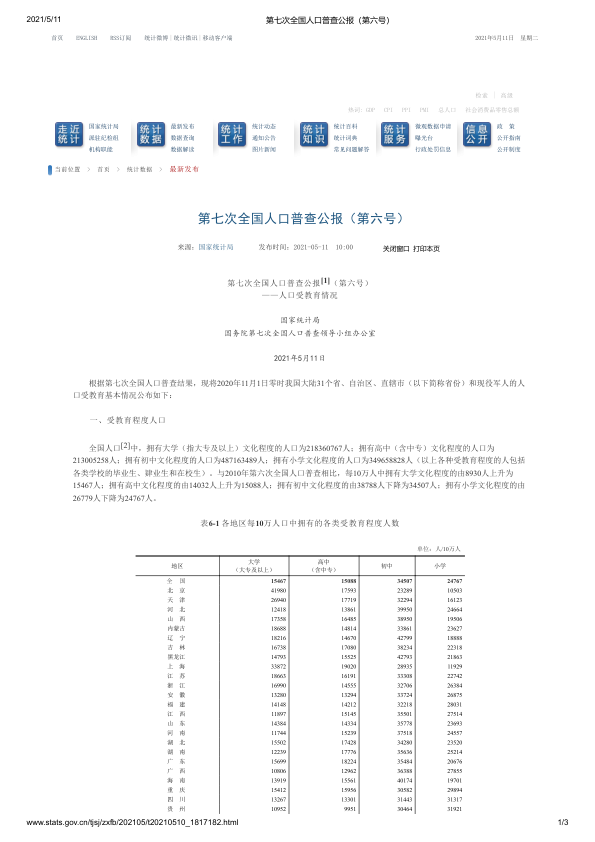 2021/5/11 第七次全国人口普查公报（第六号）
首页 ENGLISH RSS订阅 统计微博|统计微讯|移动客户端 2021年5月11日 星期二
检索 | 高级
热词：GDP CPI PPI PMI 总人口 社会消费品零售总额
走近统计 国家统计局 派驻纪检组 机构职能
统计数据 最新发布 数据查询 数据解读
统计工作 统计动态 通知公告 图片新闻
统计知识 统计百科 统计词典 常见问题解答
统计服务 微观数据申请 曝光台 行政处罚信息
信息公开 政 策 公开指南 公开制度
当前位置 > 首页 > 统计数据 > 最新发布
第七次全国人口普查公报（第六号）
来源：国家统计局 发布时间：2021-05-11 10:00 关闭窗口 打印本页
第七次全国人口普查公报[1]（第六号）
——人口受教育情况
国家统计局
国务院第七次全国人口普查领导小组办公室
2021年5月11日
根据第七次全国人口普查结果，现将2020年11月1日零时我国大陆31个省、自治区、直辖市（以下简称省份）和现役军人的人
口受教育基本情况公布如下：
一、受教育程度人口
全国人口[2]中，拥有大学（指大专及以上）文化程度的人口为218360767人；拥有高中（含中专）文化程度的人口为
213005258人；拥有初中文化程度的人口为487163489人；拥有小学文化程度的人口为349658828人（以上各种受教育程度的人包括
各类学校的毕业生、肄业生和在校生）。与2010年第六次全国人口普查相比，每10万人中拥有大学文化程度的由8930人上升为
15467人；拥有高中文化程度的由14032人上升为15088人；拥有初中文化程度的由38788人下降为34507人；拥有小学文化程度的由
26779人下降为24767人。
表6-1 各地区每10万人口中拥有的各类受教育程度人数
单位：人/10万人
地区 大学（大专及以上） 高中（含中专） 初中 小学
全 国 15467 15088 34507 24767
北 京 41980 17593 23289 10503
天 津 26940 17719 32294 16123
河 北 12418 13861 39950 24664
山 西 17358 16485 38950 19506
内蒙古 18688 14814 33861 23627
辽 宁 18216 14670 42799 18888
吉 林 16738 17080 38234 22318
黑龙江 14793 15525 42793 21863
上 海 33872 19020 28935 11929
江 苏 18663 16191 33308 22742
浙 江 16990 14555 32706 26384
安 徽 13280 13294 33724 26875
福 建 14148 14212 32218 28031
江 西 11897 15145 35501 27514
山 东 14384 14334 35778 23693
河 南 11744 15239 37518 24557
湖 北 15502 17428 34280 23520
湖 南 12239 17776 35636 25214
广 东 15699 18224 35484 20676
广 西 10806 12962 36388 27855
海 南 13919 15561 40174 19701
重 庆 15412 15956 30582 29894
四 川 13267 13301 31443 31317
贵 州 10952 9951 30464 31921
www.stats.gov.cn/tjsj/zxfb/202105/t20210510_1817182.html 1/3